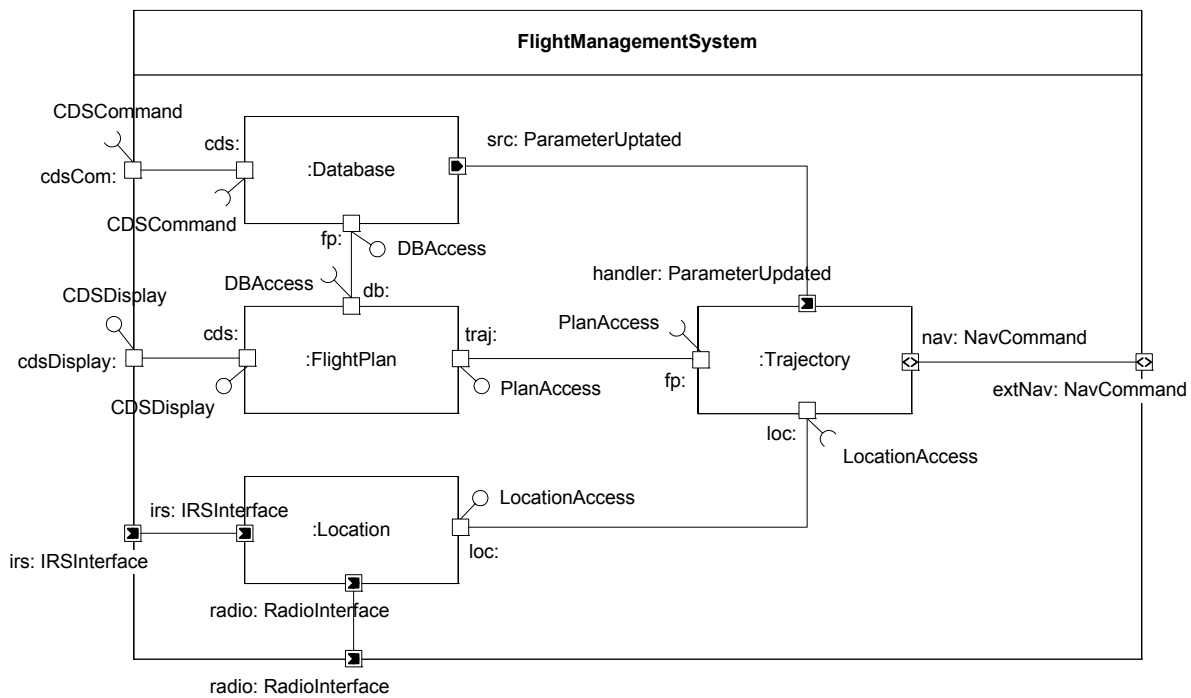 FlightManagementSystem
CDSCommand
cds:
src: ParameterUptated
:Database
cdsCom:
CDSCommand
fp:
DBAccess
handler: ParameterUpdated
DBAccess
db:
CDSDisplay
PlanAccess
cds:
traj:
nav: NavCommand
cdsDisplay:
:FlightPlan
:Trajectory
fp:
PlanAccess
extNav: NavCommand
CDSDisplay
loc:
LocationAccess
LocationAccess
irs: IRSInterface
:Location
loc:
irs: IRSInterface
radio: RadioInterface
radio: RadioInterface